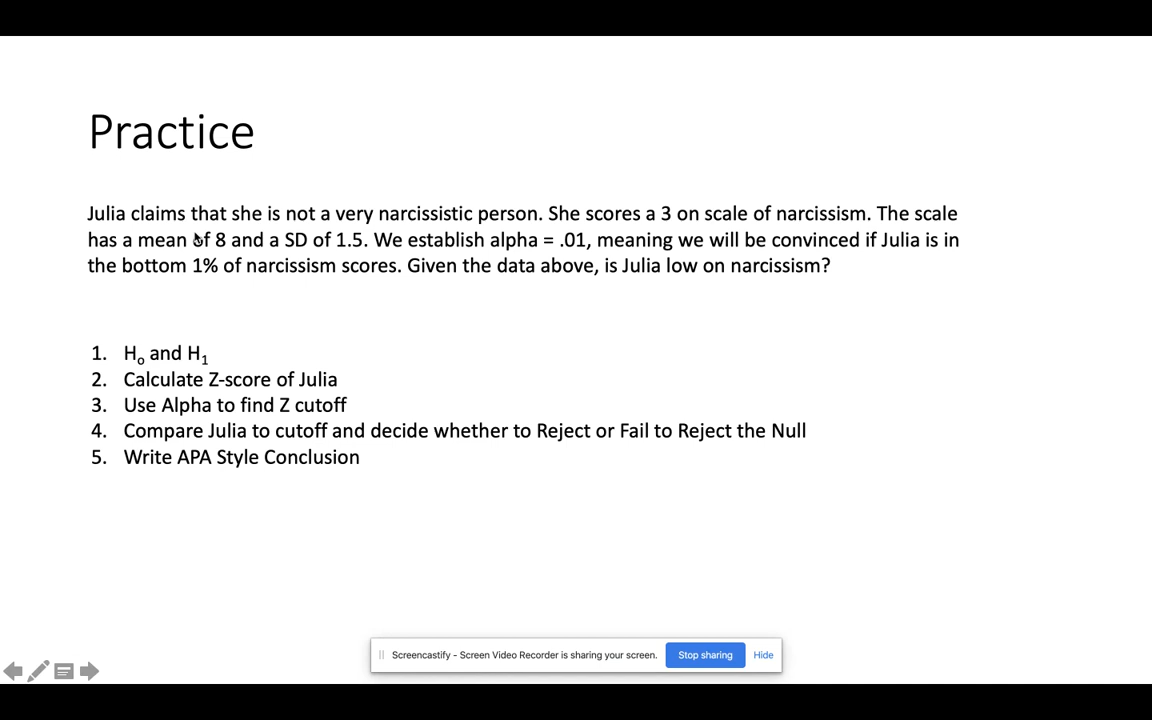 Practice
Julia claims that she is not a very narcissistic person. She scores a 3 on scale of narcissism. The scale
has a mean of 8 and a SD of 1.5. We establish alpha = .01, meaning we will be convinced if Julia is in
the bottom 1% of narcissism scores. Given the data above, is Julia low on narcissism?
1. Hₒ and H₁
2. Calculate Z-score of Julia
3. Use Alpha to find Z cutoff
4. Compare Julia to cutoff and decide whether to Reject or Fail to Reject the Null
5. Write APA Style Conclusion
Screencastify - Screen Video Recorder is sharing your screen. Stop sharing Hide